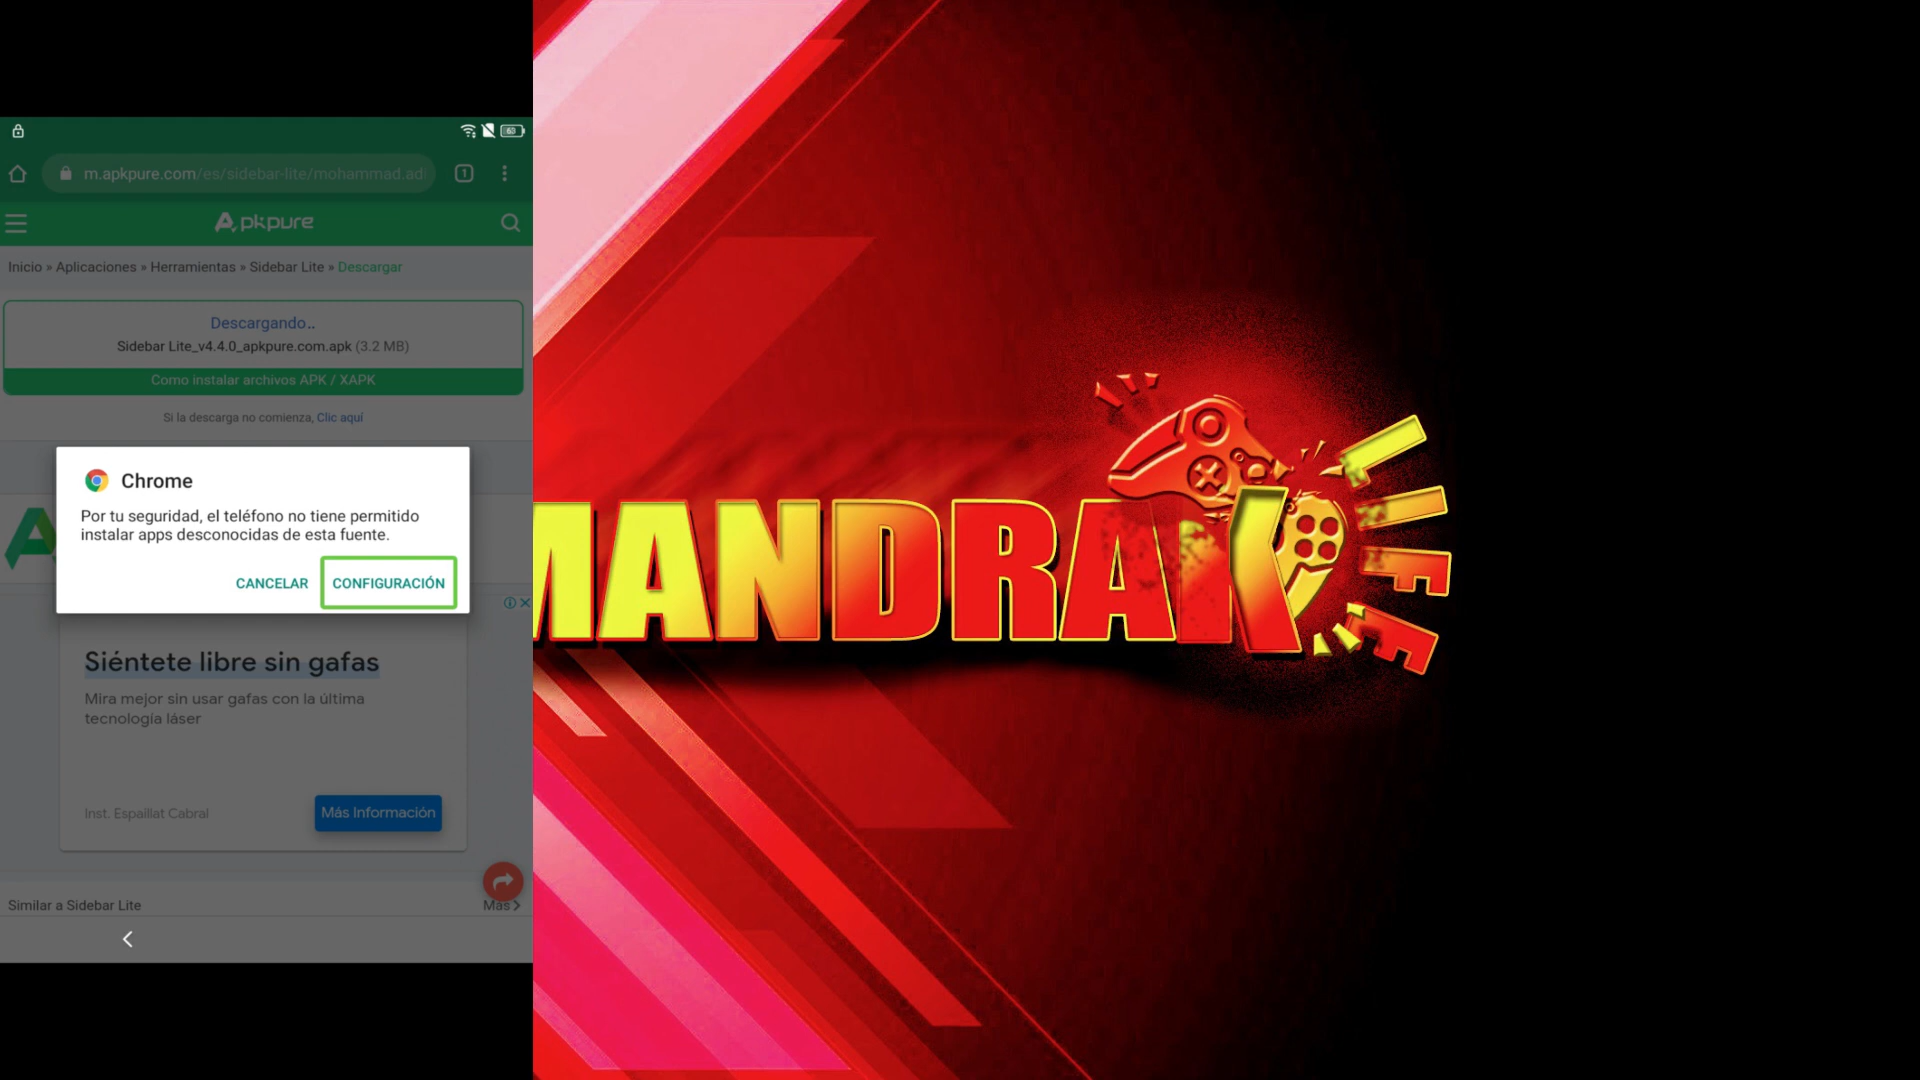 60
m.apkpure.com/es/sidebar-lite/mohammad.ad
1
Apkpure
Inicio » Aplicaciones » Herramientas » Sidebar Lite » Descargar
Descargando..
Sidebar Lite_v4.4.0_apkpure.com.apk (3.2 MB)
Como instalar archivos APK / XAPK
Si la descarga no comienza, Clic aquí
Chrome
Por tu seguridad, el teléfono no tiene permitido
instalar apps desconocidas de esta fuente.
CANCELAR
CONFIGURACIÓN
Siéntete libre sin gafas
Mira mejor sin usar gafas con la última
tecnología láser
Inst. Espaillat Cabral
Más Información
Similar a Sidebar Lite
Más
MANDRAK
LIFE